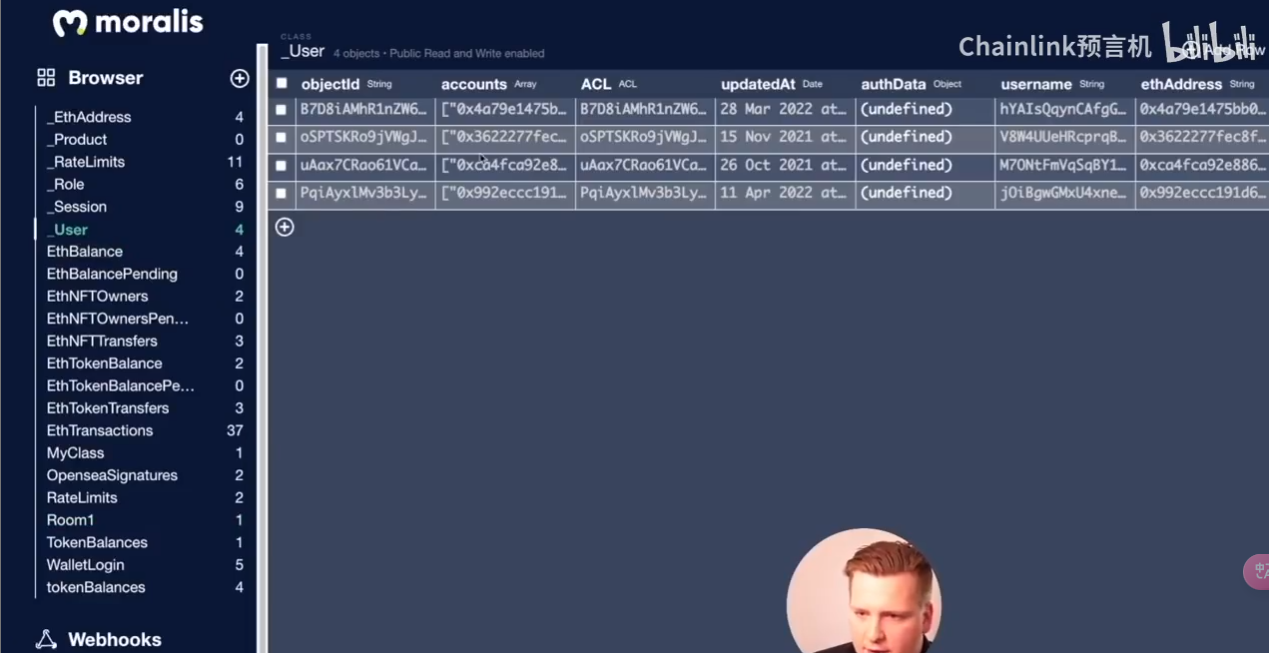 moralis
CLASS
_User 4 objects • Public Read and Write enabled
Chainlink预言机 bilibili
Add Row
Browser
objectId String accounts Array ACL ACL updatedAt Date authData Object username String ethAddress String
B7D8iAMhR1nZW6… ["0x4a79e1475b… B7D8iAMhR1nZW6… 28 Mar 2022 at… (undefined) hYAIsQqynCAfgG… 0x4a79e1475bb0…
oSPTSKRo9jVWgJ… ["0x3622277fec… oSPTSKRo9jVWgJ… 15 Nov 2021 at… (undefined) V8W4UUeHRcprqB… 0x3622277fec8f…
uAax7CRao61VCa… ["0xca4fca92e8… uAax7CRao61VCa… 26 Oct 2021 at… (undefined) M7ONtFmVqSqBY1… 0xca4fca92e886…
PqiAyxlMv3b3Ly… ["0x992eccc191… PqiAyxlMv3b3Ly… 11 Apr 2022 at… (undefined) jOiBgwGMxU4xne… 0x992eccc191d6…
_EthAddress 4
_Product 0
_RateLimits 11
_Role 6
_Session 9
_User 4
EthBalance 4
EthBalancePending 0
EthNFTOwners 2
EthNFTOwnersPen… 0
EthNFTTransfers 3
EthTokenBalance 2
EthTokenBalancePe… 0
EthTokenTransfers 3
EthTransactions 37
MyClass 1
OpenseaSignatures 2
RateLimits 2
Room1 1
TokenBalances 1
WalletLogin 5
tokenBalances 4
Webhooks
中